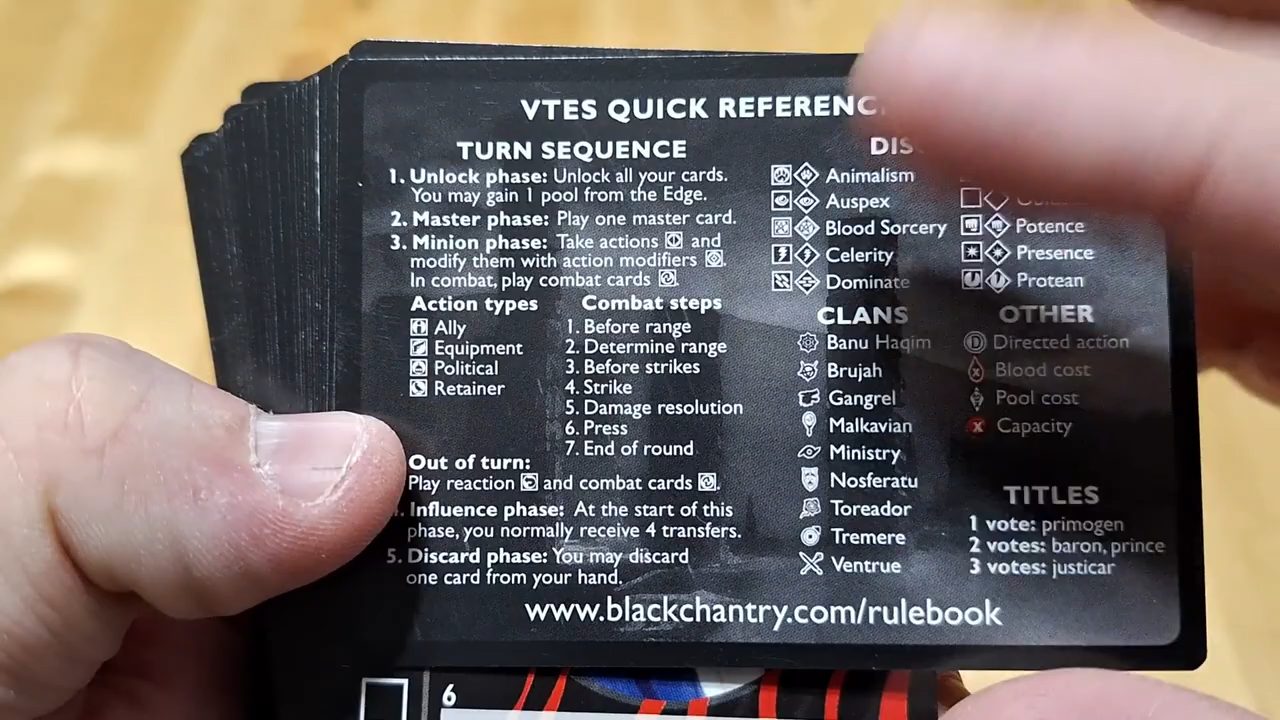 VTES QUICK REFERENC
TURN SEQUENCE
1. Unlock phase: Unlock all your cards.
You may gain 1 pool from the Edge.
2. Master phase: Play one master card.
3. Minion phase: Take actions and
modify them with action modifiers .
In combat, play combat cards .
Action types
Ally
Equipment
Political
Retainer
Combat steps
1. Before range
2. Determine range
3. Before strikes
4. Strike
5. Damage resolution
6. Press
7. End of round
Out of turn:
Play reaction and combat cards .
Influence phase: At the start of this
phase, you normally receive 4 transfers.
5. Discard phase: You may discard
one card from your hand.
DIS
Animalism
Auspex
Blood Sorcery
Celerity
Dominate
Potence
Presence
Protean
CLANS
Banu Haqim
Brujah
Gangrel
Malkavian
Ministry
Nosferatu
Toreador
Tremere
Ventrue
OTHER
D Directed action
X Blood cost
X Pool cost
X Capacity
TITLES
1 vote: primogen
2 votes: baron, prince
3 votes: justicar
www.blackchantry.com/rulebook
6